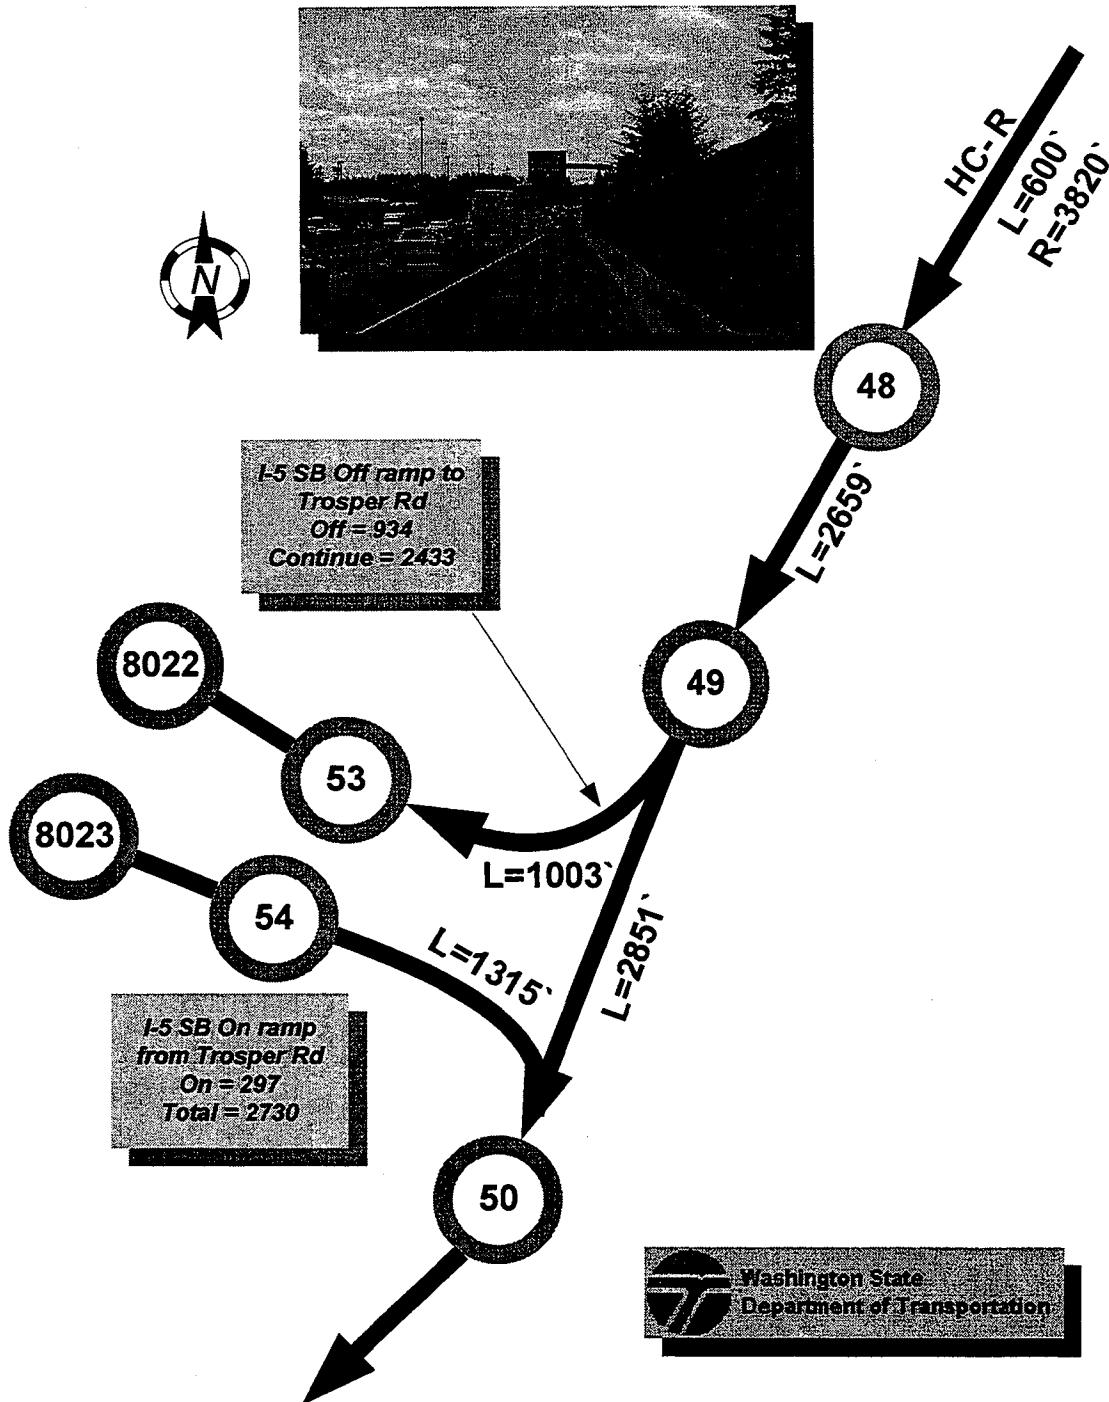 HC- R
L=600`
R=3820`
N
48
L=2659`
I-5 SB Off ramp to
Trosper Rd
Off = 934
Continue = 2433
49
8022
53
L=1003`
8023
54
L=1315`
L=2851`
I-5 SB On ramp
from Trosper Rd
On = 297
Total = 2730
50
Washington State
Department of Transportation